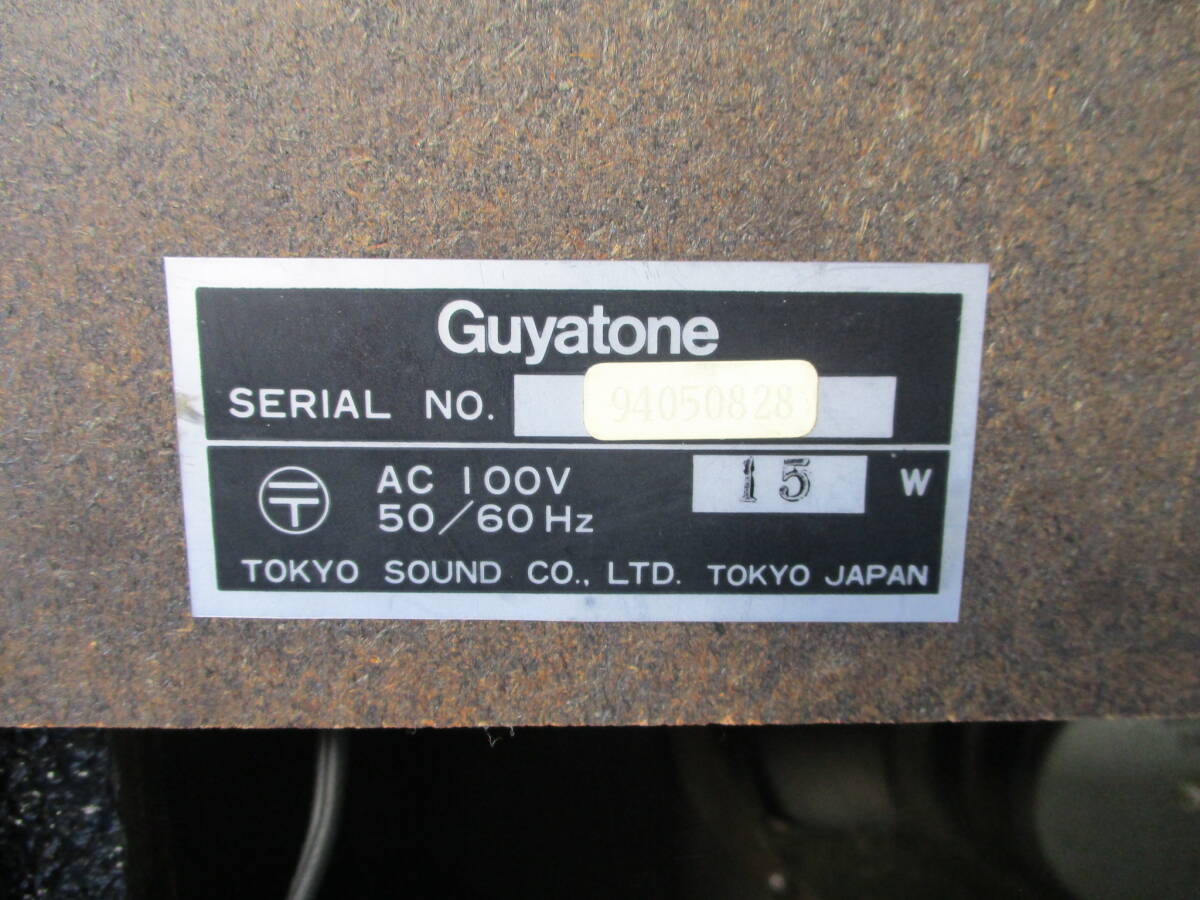 Guyatone
SERIAL NO. 94050828
〒 AC 100V 15 W
50/60 Hz
TOKYO SOUND CO., LTD. TOKYO JAPAN